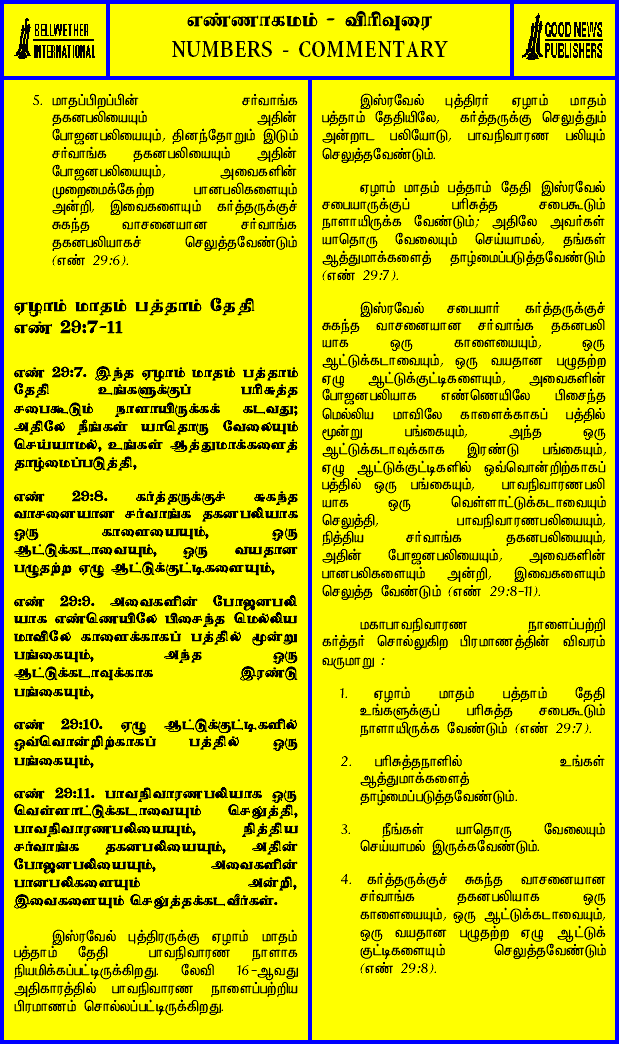 BELLWETHER
INTERNATIONAL
எண்ணாகமம் - விரிவுரை
NUMBERS - COMMENTARY
GOOD NEWS
PUBLISHERS
5. மாதப்பிறப்பின் சர்வாங்க
தகனபலியையும் அதின்
போஜனபலியையும், தினந்தோறும் இடும்
சர்வாங்க தகனபலியையும் அதின்
போஜனபலியையும், அவைகளின்
முறைமைக்கேற்ற பானபலிகளையும்
அன்றி, இவைகளையும் கர்த்தருக்குச்
சுகந்த வாசனையான சர்வாங்க
தகனபலியாகச் செலுத்தவேண்டும்
(எண் 29:6).
ஏழாம் மாதம் பத்தாம் தேதி
எண் 29:7-11
எண் 29:7. இந்த ஏழாம் மாதம் பத்தாம்
தேதி உங்களுக்குப் பரிசுத்த
சபைகூடும் நாளாயிருக்கக் கடவது;
அதிலே நீங்கள் யாதொரு வேலையும்
செய்யாமல், உங்கள் ஆத்துமாக்களைத்
தாழ்மைப்படுத்தி,
எண் 29:8. கர்த்தருக்குச் சுகந்த
வாசனையான சர்வாங்க தகனபலியாக
ஒரு காளையையும், ஒரு
ஆட்டுக்கடாவையும், ஒரு வயதான
பழுதற்ற ஏழு ஆட்டுக்குட்டிகளையும்,
எண் 29:9. அவைகளின் போஜனபலி
யாக எண்ணெயிலே பிசைந்த மெல்லிய
மாவிலே காளைக்காகப் பத்தில் மூன்று
பங்கையும், அந்த ஒரு
ஆட்டுக்கடாவுக்காக இரண்டு
பங்கையும்,
எண் 29:10. ஏழு ஆட்டுக்குட்டிகளில்
ஒவ்வொன்றிற்காகப் பத்தில் ஒரு
பங்கையும்,
எண் 29:11. பாவநிவாரணபலியாக ஒரு
வெள்ளாட்டுக்கடாவையும் செலுத்தி,
பாவநிவாரணபலியையும், நித்திய
சர்வாங்க தகனபலியையும், அதின்
போஜனபலியையும், அவைகளின்
பானபலிகளையும் அன்றி,
இவைகளையும் செலுத்தக்கடவீர்கள்.
இஸ்ரவேல் புத்திரருக்கு ஏழாம் மாதம்
பத்தாம் தேதி பாவநிவாரண நாளாக
நியமிக்கப்பட்டிருக்கிறது. லேவி 16-ஆவது
அதிகாரத்தில் பாவநிவாரண நாளைப்பற்றிய
பிரமாணம் சொல்லப்பட்டிருக்கிறது.
இஸ்ரவேல் புத்திரர் ஏழாம் மாதம்
பத்தாம் தேதியிலே, கர்த்தருக்கு செலுத்தும்
அன்றாட பலியோடு, பாவநிவாரண பலியும்
செலுத்தவேண்டும்.
ஏழாம் மாதம் பத்தாம் தேதி இஸ்ரவேல்
சபையாருக்குப் பரிசுத்த சபைகூடும்
நாளாயிருக்க வேண்டும்; அதிலே அவர்கள்
யாதொரு வேலையும் செய்யாமல், தங்கள்
ஆத்துமாக்களைத் தாழ்மைப்படுத்தவேண்டும்
(எண் 29:7).
இஸ்ரவேல் சபையார் கர்த்தருக்குச்
சுகந்த வாசனையான சர்வாங்க தகனபலி
யாக ஒரு காளையையும், ஒரு
ஆட்டுக்கடாவையும், ஒரு வயதான பழுதற்ற
ஏழு ஆட்டுக்குட்டிகளையும், அவைகளின்
போஜனபலியாக எண்ணெயிலே பிசைந்த
மெல்லிய மாவிலே காளைக்காகப் பத்தில்
மூன்று பங்கையும், அந்த ஒரு
ஆட்டுக்கடாவுக்காக இரண்டு பங்கையும்,
ஏழு ஆட்டுக்குட்டிகளில் ஒவ்வொன்றிற்காகப்
பத்தில் ஒரு பங்கையும், பாவநிவாரணபலி
யாக ஒரு வெள்ளாட்டுக்கடாவையும்
செலுத்தி, பாவநிவாரணபலியையும்,
நித்திய சர்வாங்க தகனபலியையும்,
அதின் போஜனபலியையும், அவைகளின்
பானபலிகளையும் அன்றி, இவைகளையும்
செலுத்த வேண்டும் (எண் 29:8-11).
மகாபாவநிவாரண நாளைப்பற்றி
கர்த்தர் சொல்லுகிற பிரமாணத்தின் விவரம்
வருமாறு :
1. ஏழாம் மாதம் பத்தாம் தேதி
உங்களுக்குப் பரிசுத்த சபைகூடும்
நாளாயிருக்க வேண்டும் (எண் 29:7).
2. பரிசுத்தநாளில் உங்கள்
ஆத்துமாக்களைத்
தாழ்மைப்படுத்தவேண்டும்.
3. நீங்கள் யாதொரு வேலையும்
செய்யாமல் இருக்கவேண்டும்.
4. கர்த்தருக்குச் சுகந்த வாசனையான
சர்வாங்க தகனபலியாக ஒரு
காளையையும், ஒரு ஆட்டுக்கடாவையும்,
ஒரு வயதான பழுதற்ற ஏழு ஆட்டுக்
குட்டிகளையும் செலுத்தவேண்டும்
(எண் 29:8).